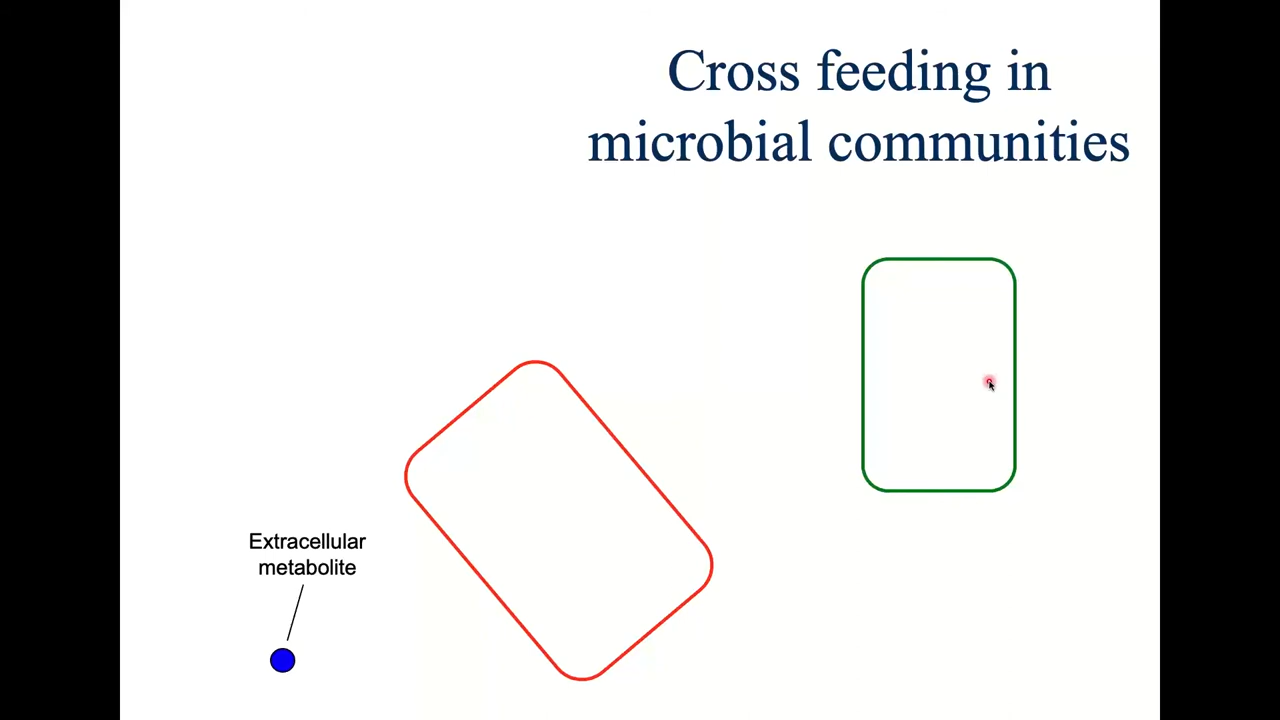 Cross feeding in
microbial communities
Extracellular
metabolite